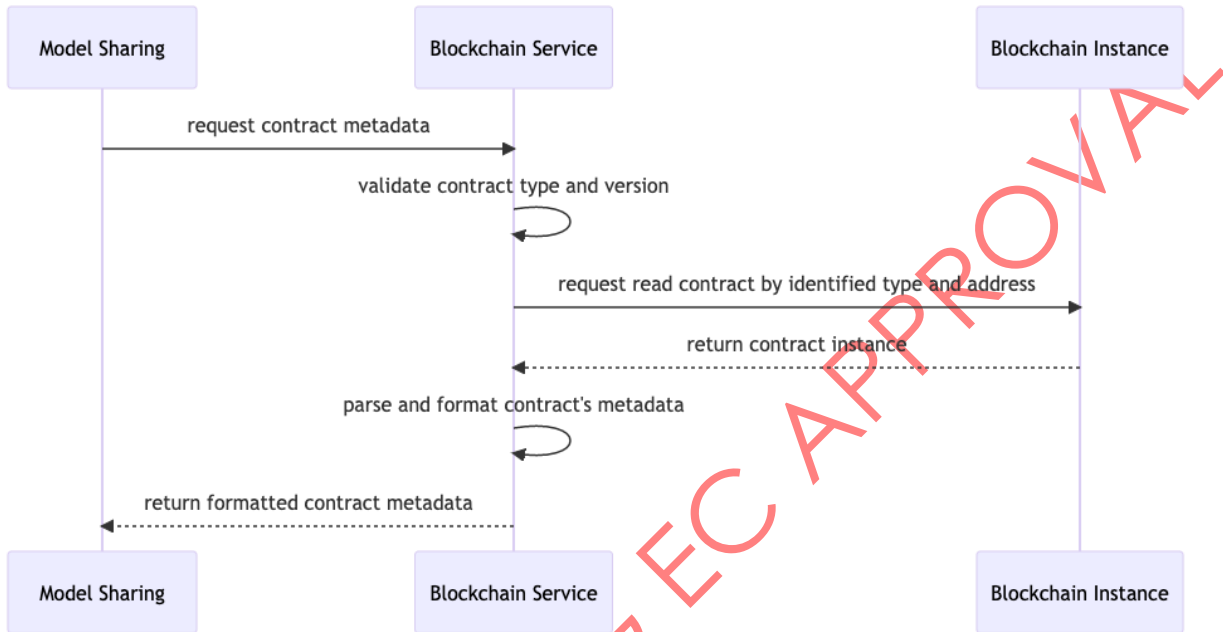 Model Sharing
Blockchain Service
Blockchain Instance
request contract metadata
validate contract type and version
request read contract by identified type and address
return contract instance
parse and format contract's metadata
return formatted contract metadata
Model Sharing
Blockchain Service
Blockchain Instance
EC APPROVAL